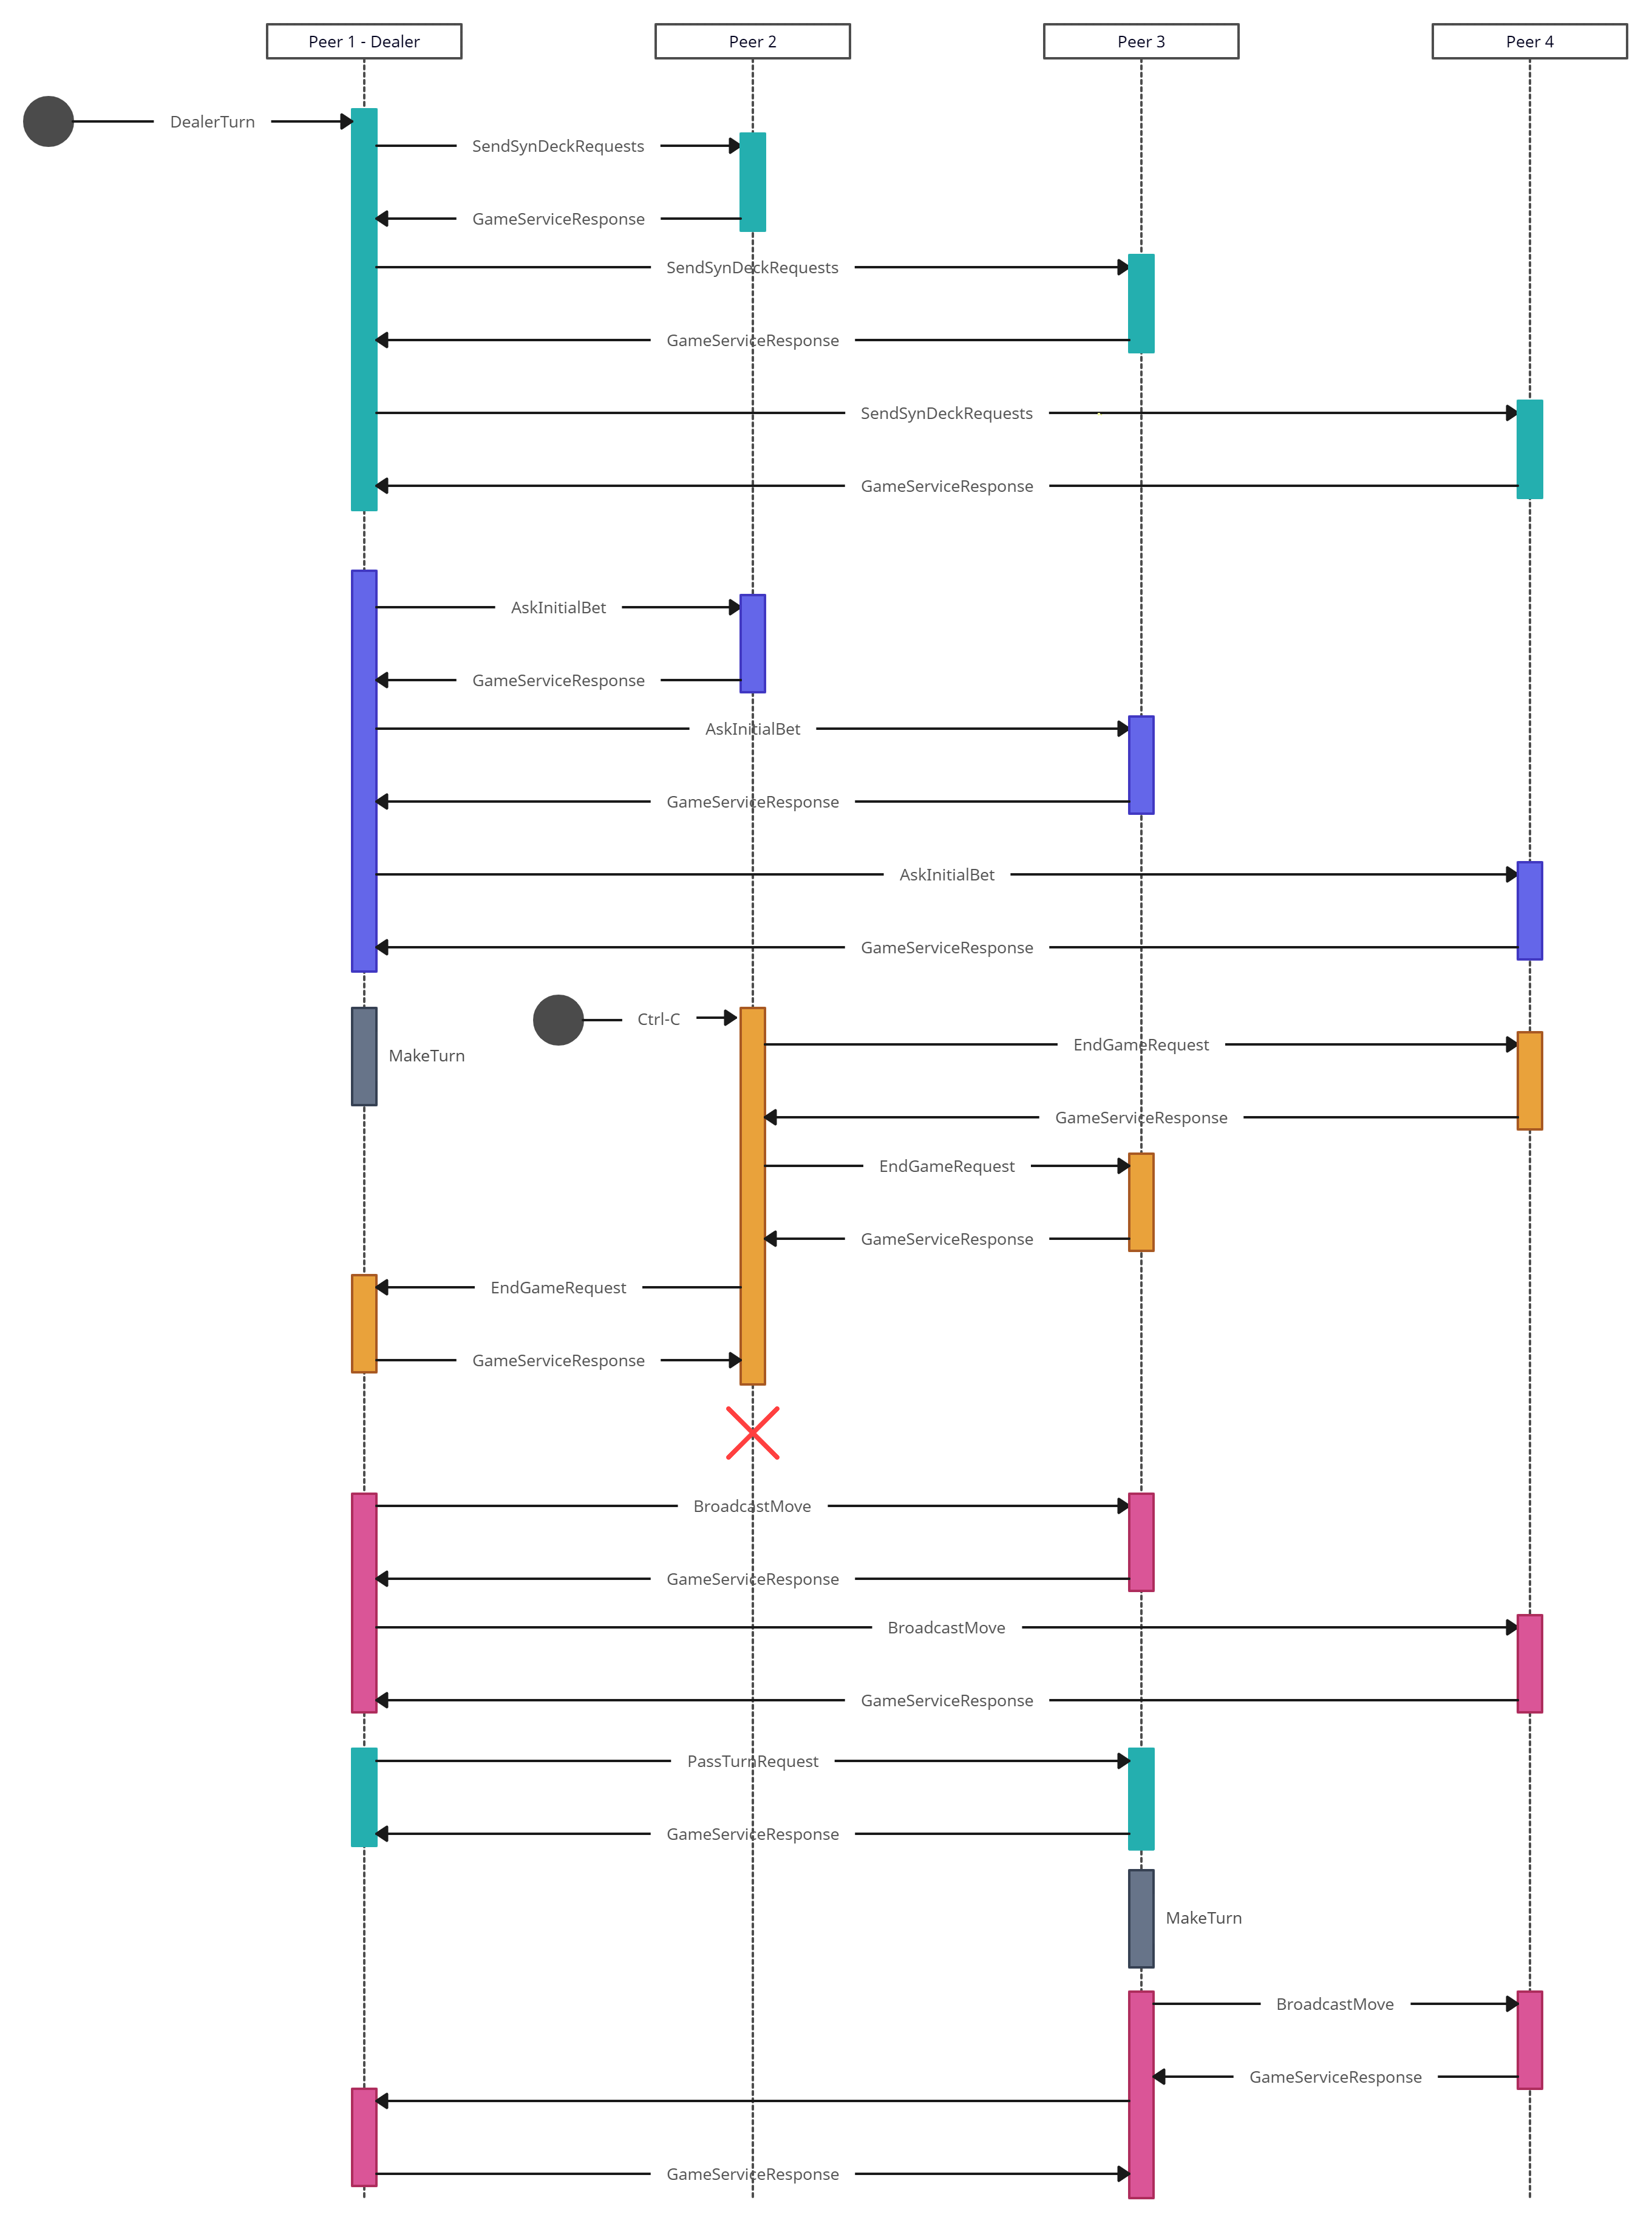 Peer 1 - Dealer
Peer 2
Peer 3
Peer 4
DealerTurn
SendSynDeckRequests
GameServiceResponse
SendSynDeckRequests
GameServiceResponse
SendSynDeckRequests
GameServiceResponse
AskInitialBet
GameServiceResponse
AskInitialBet
GameServiceResponse
AskInitialBet
GameServiceResponse
Ctrl-C
EndGameRequest
MakeTurn
GameServiceResponse
EndGameRequest
GameServiceResponse
EndGameRequest
GameServiceResponse
BroadcastMove
GameServiceResponse
BroadcastMove
GameServiceResponse
PassTurnRequest
GameServiceResponse
MakeTurn
BroadcastMove
GameServiceResponse
GameServiceResponse